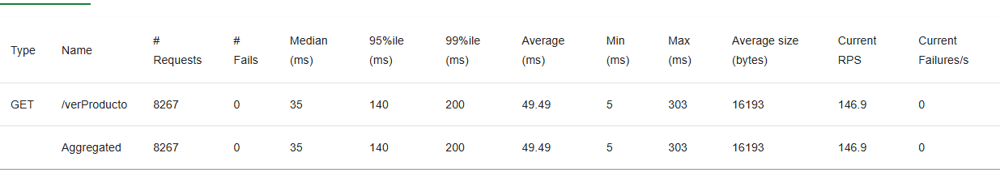 Type Name # Requests # Fails Median (ms) 95%ile (ms) 99%ile (ms) Average (ms) Min (ms) Max (ms) Average size (bytes) Current RPS Current Failures/s
GET /verProducto 8267 0 35 140 200 49.49 5 303 16193 146.9 0
Aggregated 8267 0 35 140 200 49.49 5 303 16193 146.9 0